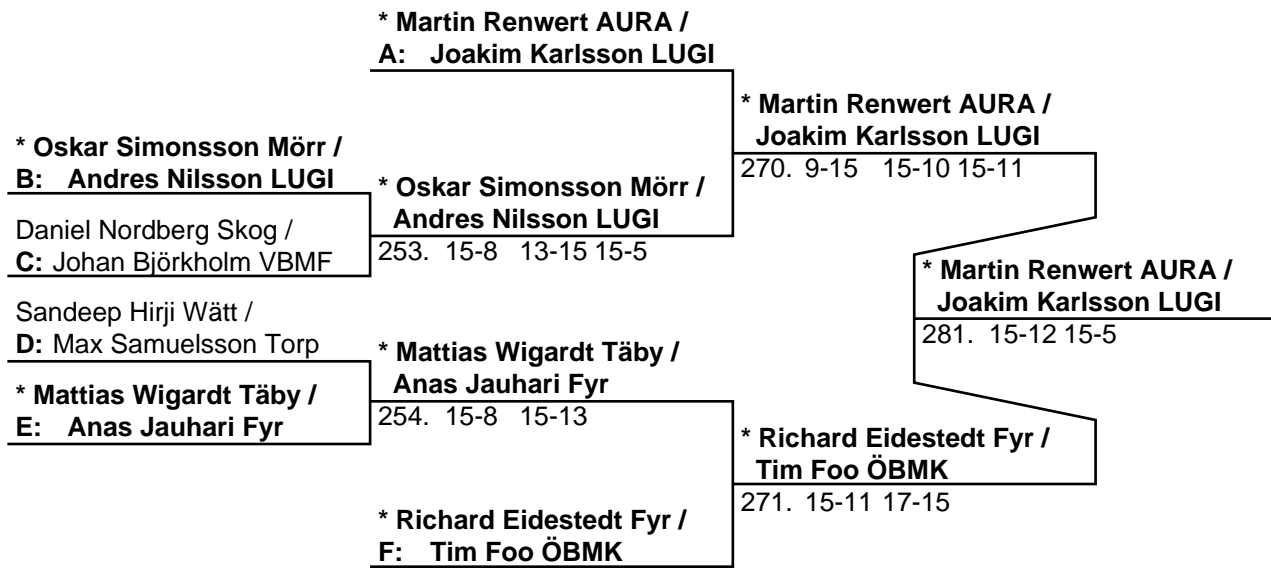 * Martin Renwert AURA /
A: Joakim Karlsson LUGI
* Martin Renwert AURA /
Joakim Karlsson LUGI
270. 9-15 15-10 15-11
* Oskar Simonsson Mörr /
B: Andres Nilsson LUGI
* Oskar Simonsson Mörr /
Andres Nilsson LUGI
253. 15-8 13-15 15-5
Daniel Nordberg Skog /
C: Johan Björkholm VBMF
* Martin Renwert AURA /
Joakim Karlsson LUGI
281. 15-12 15-5
Sandeep Hirji Wätt /
D: Max Samuelsson Torp
* Mattias Wigardt Täby /
Anas Jauhari Fyr
254. 15-8 15-13
* Mattias Wigardt Täby /
E: Anas Jauhari Fyr
* Richard Eidestedt Fyr /
Tim Foo ÖBMK
271. 15-11 17-15
* Richard Eidestedt Fyr /
F: Tim Foo ÖBMK